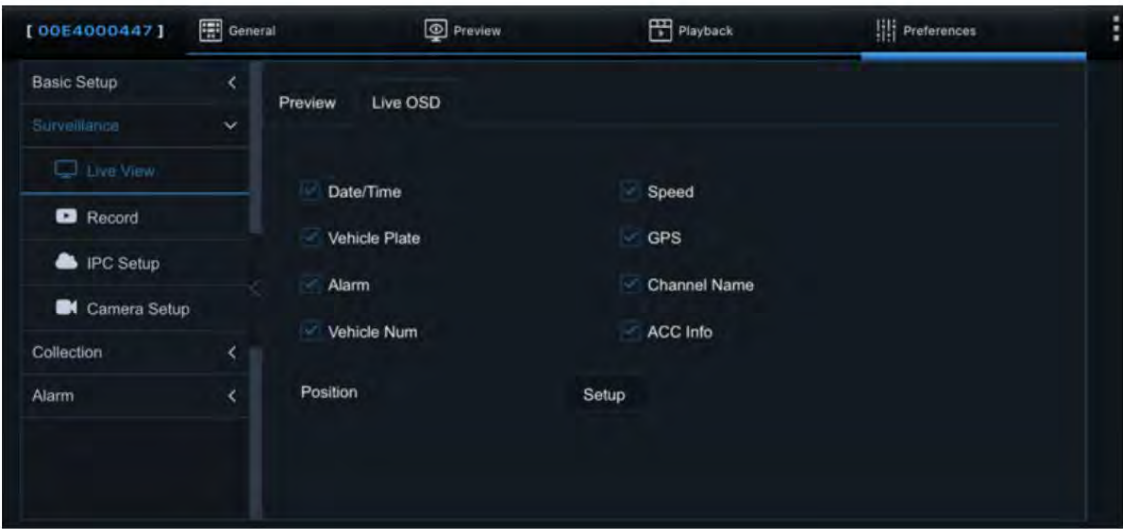 [ 00E4000447 ] General Preview Playback Preferences
Basic Setup
Surveillance
Live View
Record
IPC Setup
Camera Setup
Collection
Alarm
Preview Live OSD
Date/Time Speed
Vehicle Plate GPS
Alarm Channel Name
Vehicle Num ACC Info
Position Setup